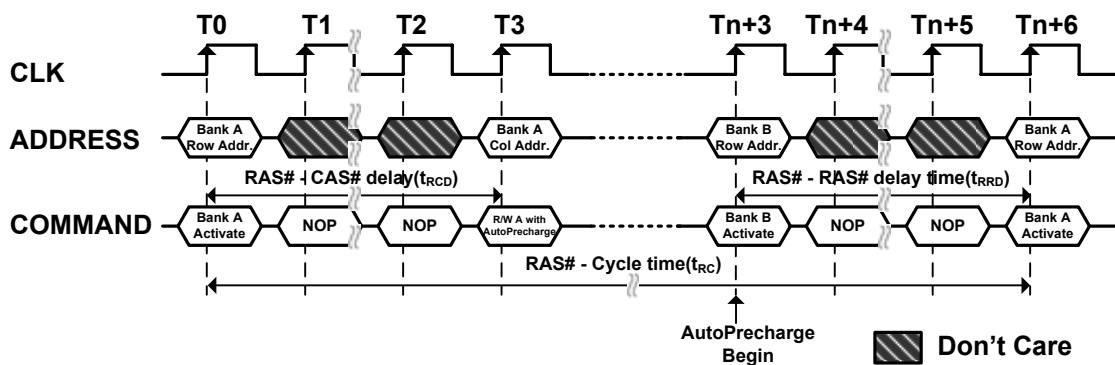 T0 T1 T2 T3 Tn+3 Tn+4 Tn+5 Tn+6
CLK
ADDRESS
Bank A
Row Addr.
Bank A
Col Addr.
Bank B
Row Addr.
Bank A
Row Addr.
RAS# - CAS# delay(tRCD)
RAS# - RAS# delay time(tRRD)
COMMAND
Bank A
Activate
NOP
NOP
R/W A with
AutoPrecharge
Bank B
Activate
NOP
NOP
Bank A
Activate
RAS# - Cycle time(tRC)
AutoPrecharge
Begin
Don't Care